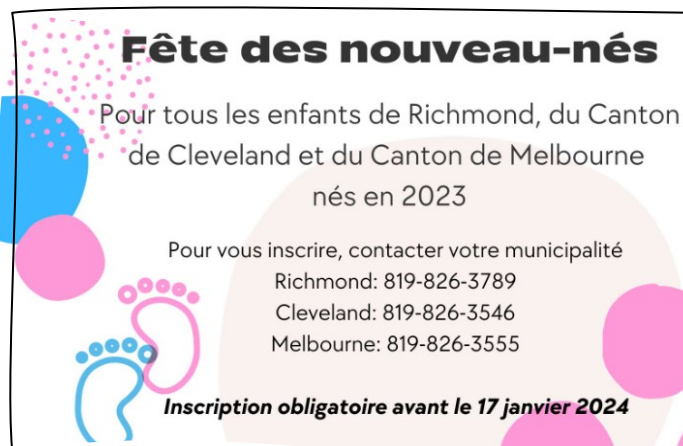 Fête des nouveau-nés
Pour tous les enfants de Richmond, du Canton
de Cleveland et du Canton de Melbourne
nés en 2023
Pour vous inscrire, contacter votre municipalité
Richmond: 819-826-3789
Cleveland: 819-826-3546
Melbourne: 819-826-3555
Inscription obligatoire avant le 17 janvier 2024